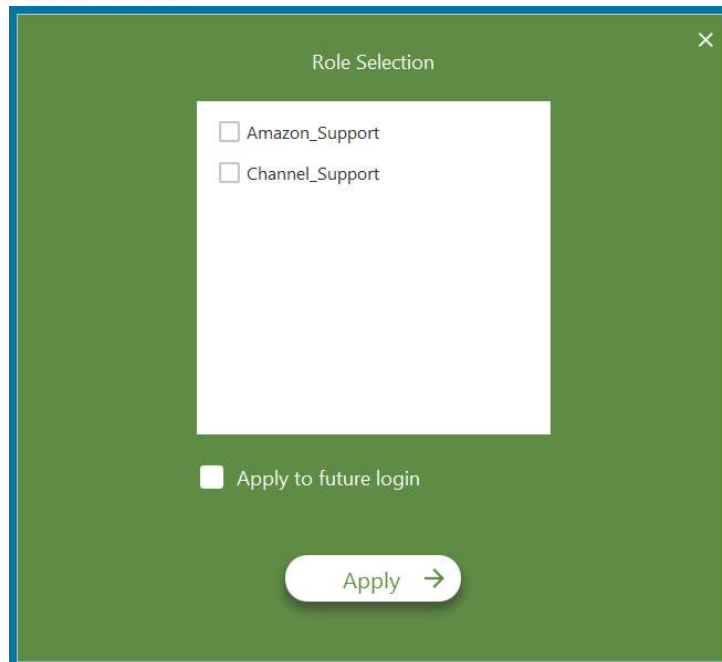 Role Selection
Amazon_Support
Channel_Support
Apply to future login
Apply